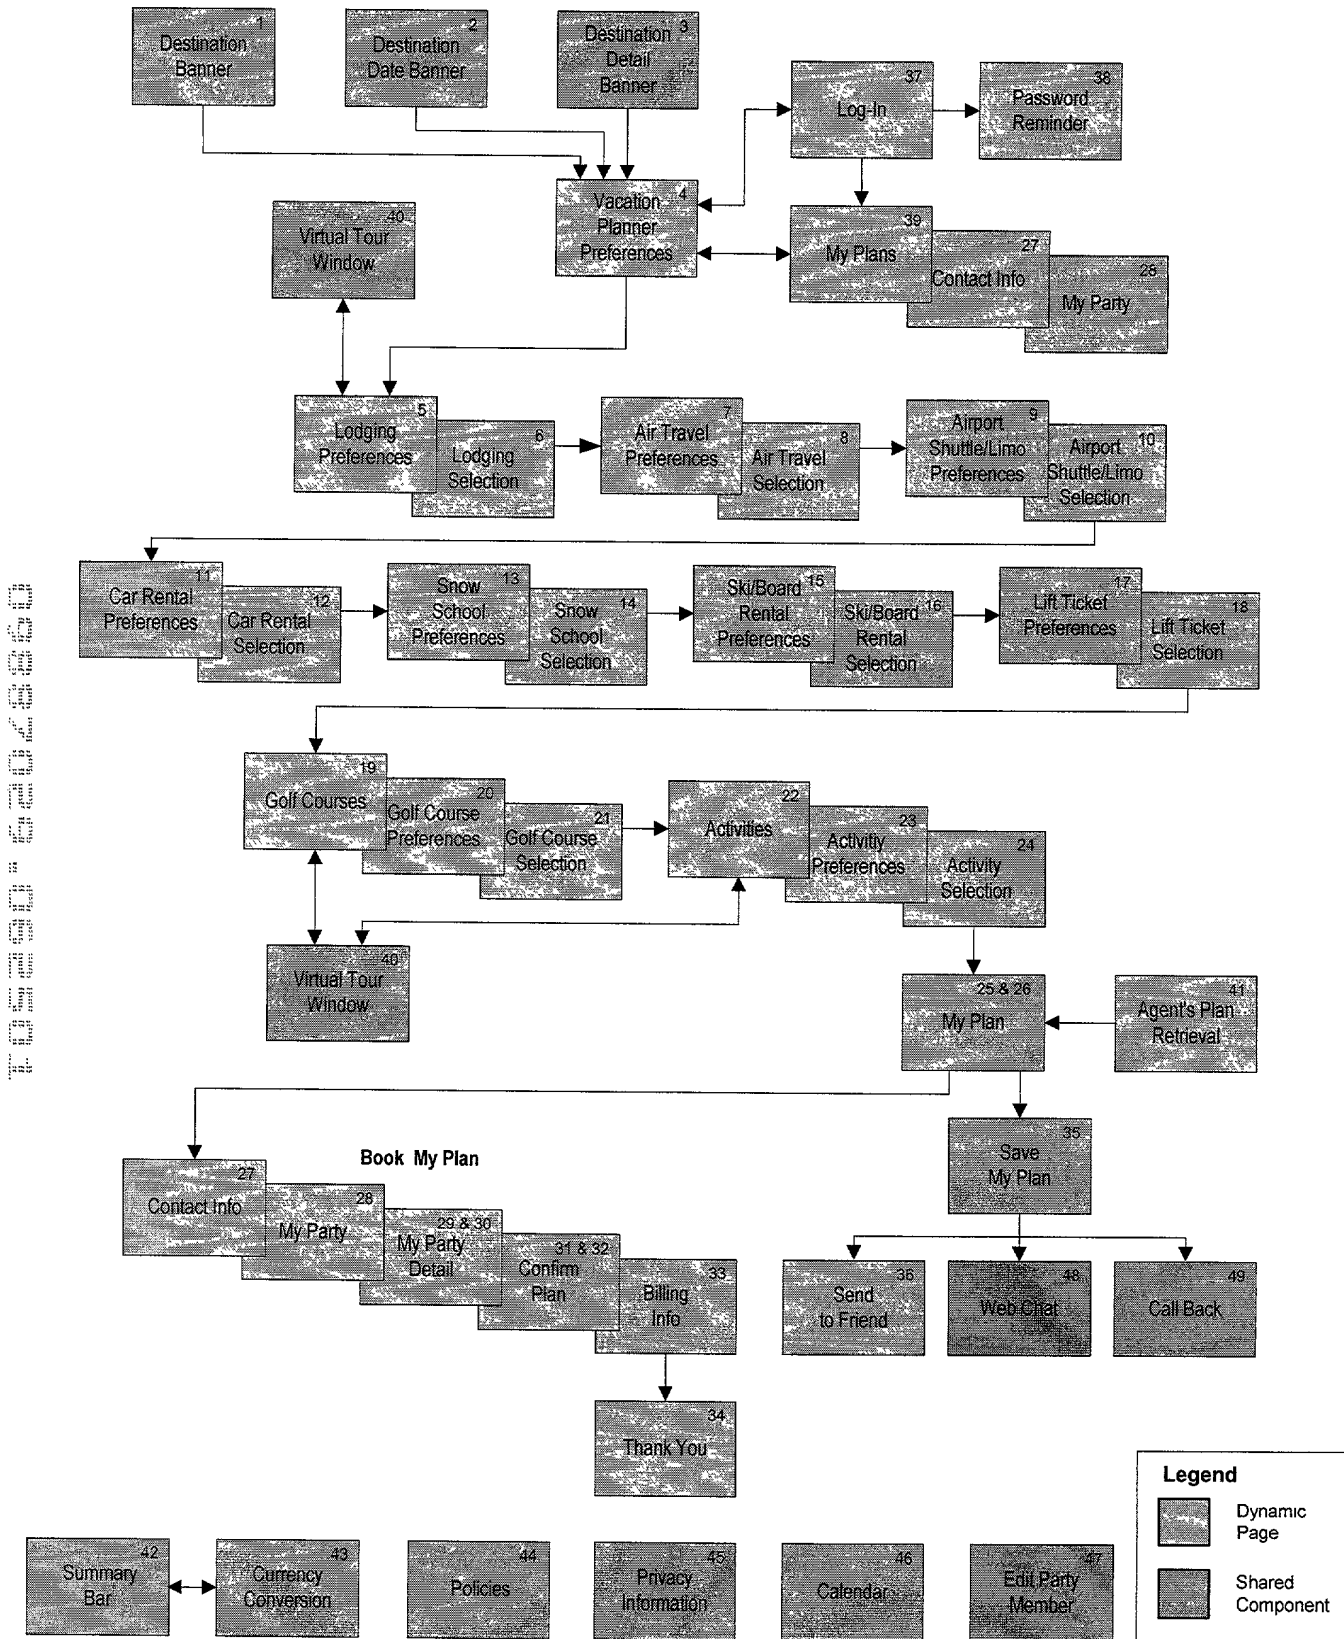 1
Destination
Banner
2
Destination
Date Banner
3
Destination
Detail
Banner
37
Log-In
38
Password
Reminder
4
Vacation
Planner
Preferences
40
Virtual Tour
Window
39
My Plans
27
Contact Info
28
My Party
5
Lodging
Preferences
6
Lodging
Selection
7
Air Travel
Preferences
8
Air Travel
Selection
9
Airport
Shuttle/Limo
Preferences
10
Airport
Shuttle/Limo
Selection
11
Car Rental
Preferences
12
Car Rental
Selection
13
Snow
School
Preferences
14
Snow
School
Selection
15
Ski/Board
Rental
Preferences
16
Ski/Board
Rental
Selection
17
Lift Ticket
Preferences
18
Lift Ticket
Selection
19
Golf Courses
20
Golf Course
Preferences
21
Golf Course
Selection
22
Activities
23
Activitiy
Preferences
24
Activity
Selection
40
Virtual Tour
Window
25 & 26
My Plan
41
Agent's Plan
Retrieval
35
Save
My Plan
Book My Plan
27
Contact Info
28
My Party
29 & 30
My Party
Detail
31 & 32
Confirm
Plan
33
Billing
Info
36
Send
to Friend
48
Web Chat
49
Call Back
34
Thank You
Legend
Dynamic
Page
Shared
Component
42
Summary
Bar
43
Currency
Conversion
44
Policies
45
Privacy
Information
46
Calendar
47
Edit Party
Member